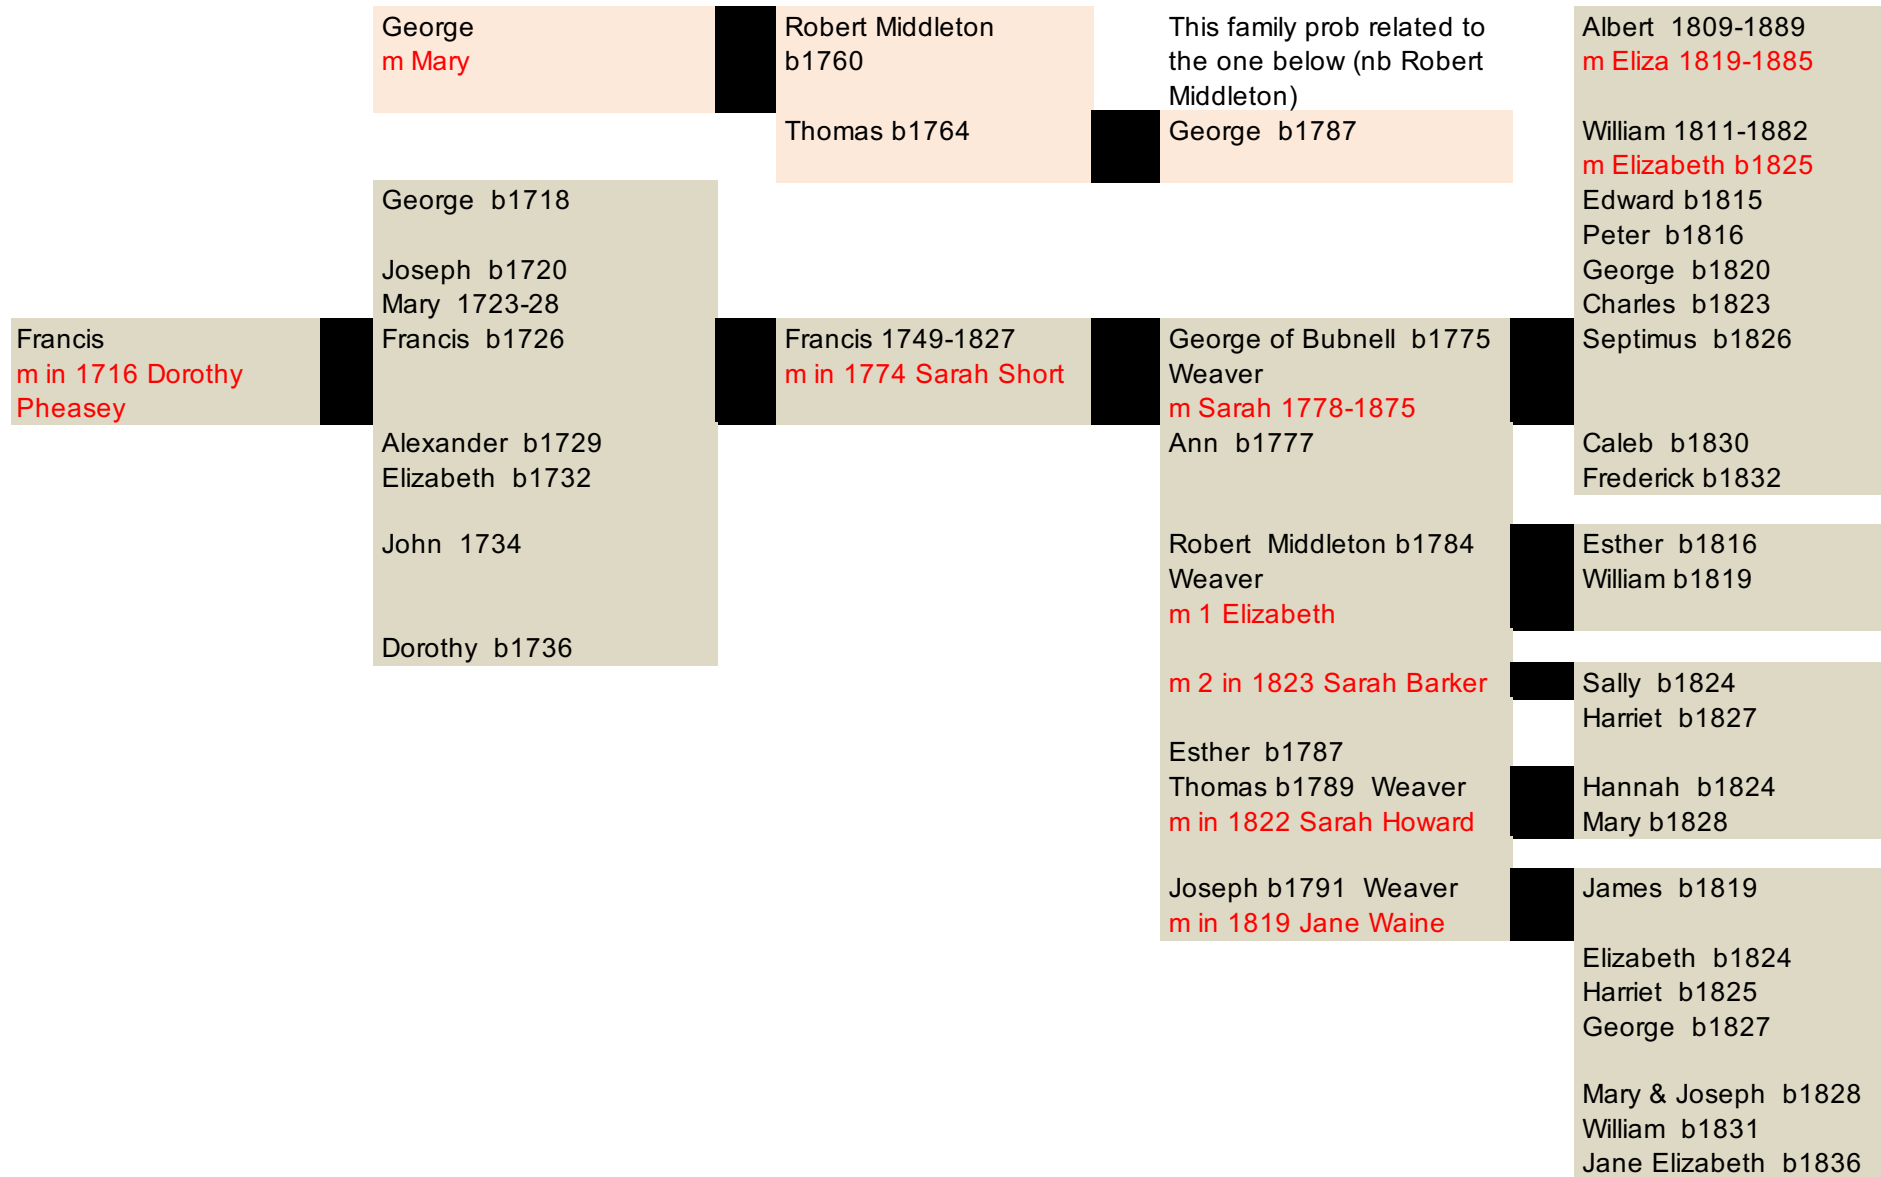 George
m Mary
Robert Middleton
b1760
Thomas b1764
This family prob related to
the one below (nb Robert
Middleton)
George b1787
Francis
m in 1716 Dorothy
Pheasey
George b1718
Joseph b1720
Mary 1723-28
Francis b1726
Alexander b1729
Elizabeth b1732
John 1734
Dorothy b1736
Francis 1749-1827
m in 1774 Sarah Short
George of Bubnell b1775
Weaver
m Sarah 1778-1875
Ann b1777
Robert Middleton b1784
Weaver
m 1 Elizabeth
m 2 in 1823 Sarah Barker
Esther b1787
Thomas b1789 Weaver
m in 1822 Sarah Howard
Joseph b1791 Weaver
m in 1819 Jane Waine
Albert 1809-1889
m Eliza 1819-1885
William 1811-1882
m Elizabeth b1825
Edward b1815
Peter b1816
George b1820
Charles b1823
Septimus b1826
Caleb b1830
Frederick b1832
Esther b1816
William b1819
Sally b1824
Harriet b1827
Hannah b1824
Mary b1828
James b1819
Elizabeth b1824
Harriet b1825
George b1827
Mary & Joseph b1828
William b1831
Jane Elizabeth b1836